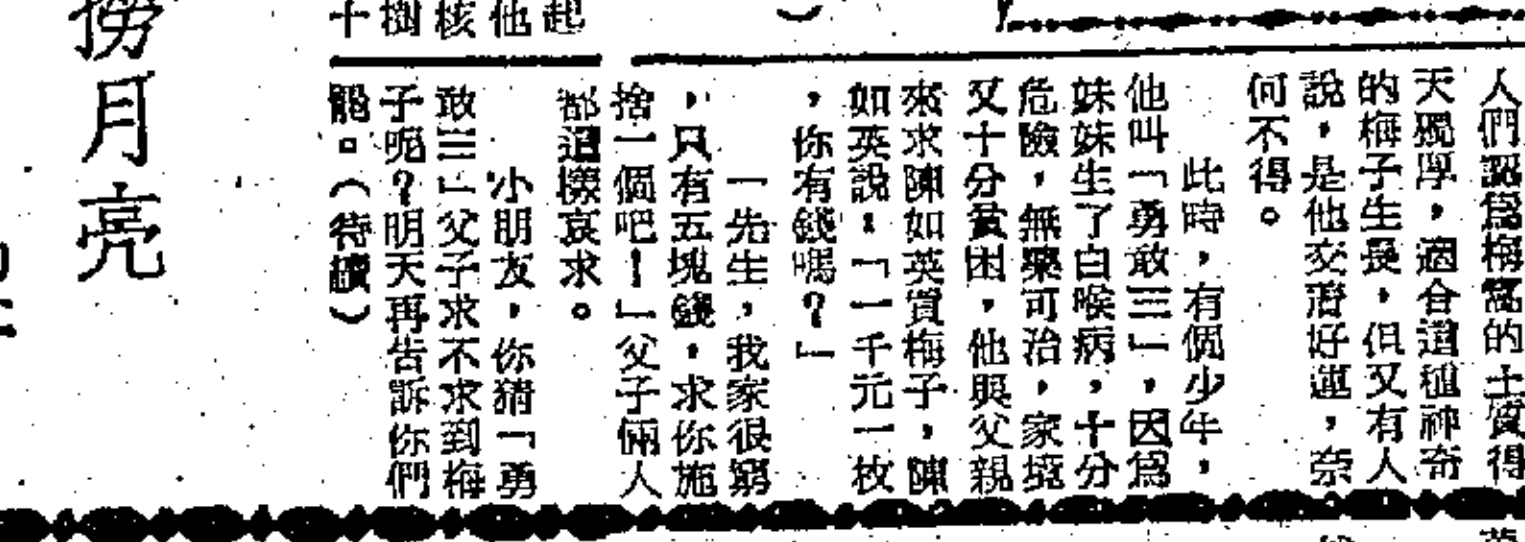 人們認爲梅窩的土質得
天獨厚，適合這種神奇
的梅子生長，但又有人
說，是他交着好運，奈
何不得。
此時，有個少年，
他叫「勇敢三」，因爲
妹妹生了白喉病，十分
危險，無藥可治，家境
又十分貧困，他與父親
來求陳如英買梅子，陳
如英說：「一千元一枚
，你有錢嗎？」
「先生，我家很窮
，只有五塊錢，求你施
捨一個吧！」父子倆人
都這樣哀求。
小朋友，你猜「勇
敢三」父子求不求到梅
子呢？明天再告訴你們
罷。（待續）
起
他
核
樹
十
撈月亮